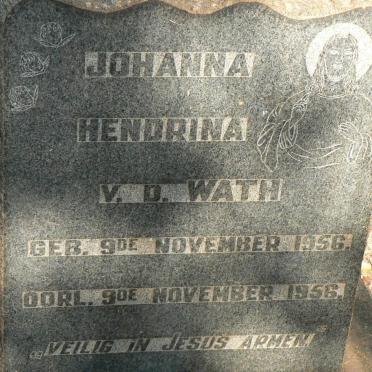 JOHANNA
HENDRINA
V. D. WATH
GEB. 9DE NOVEMBER 1956.
OORL. 9DE NOVEMBER 1956.
"VEILIG IN JESUS ARMEN"